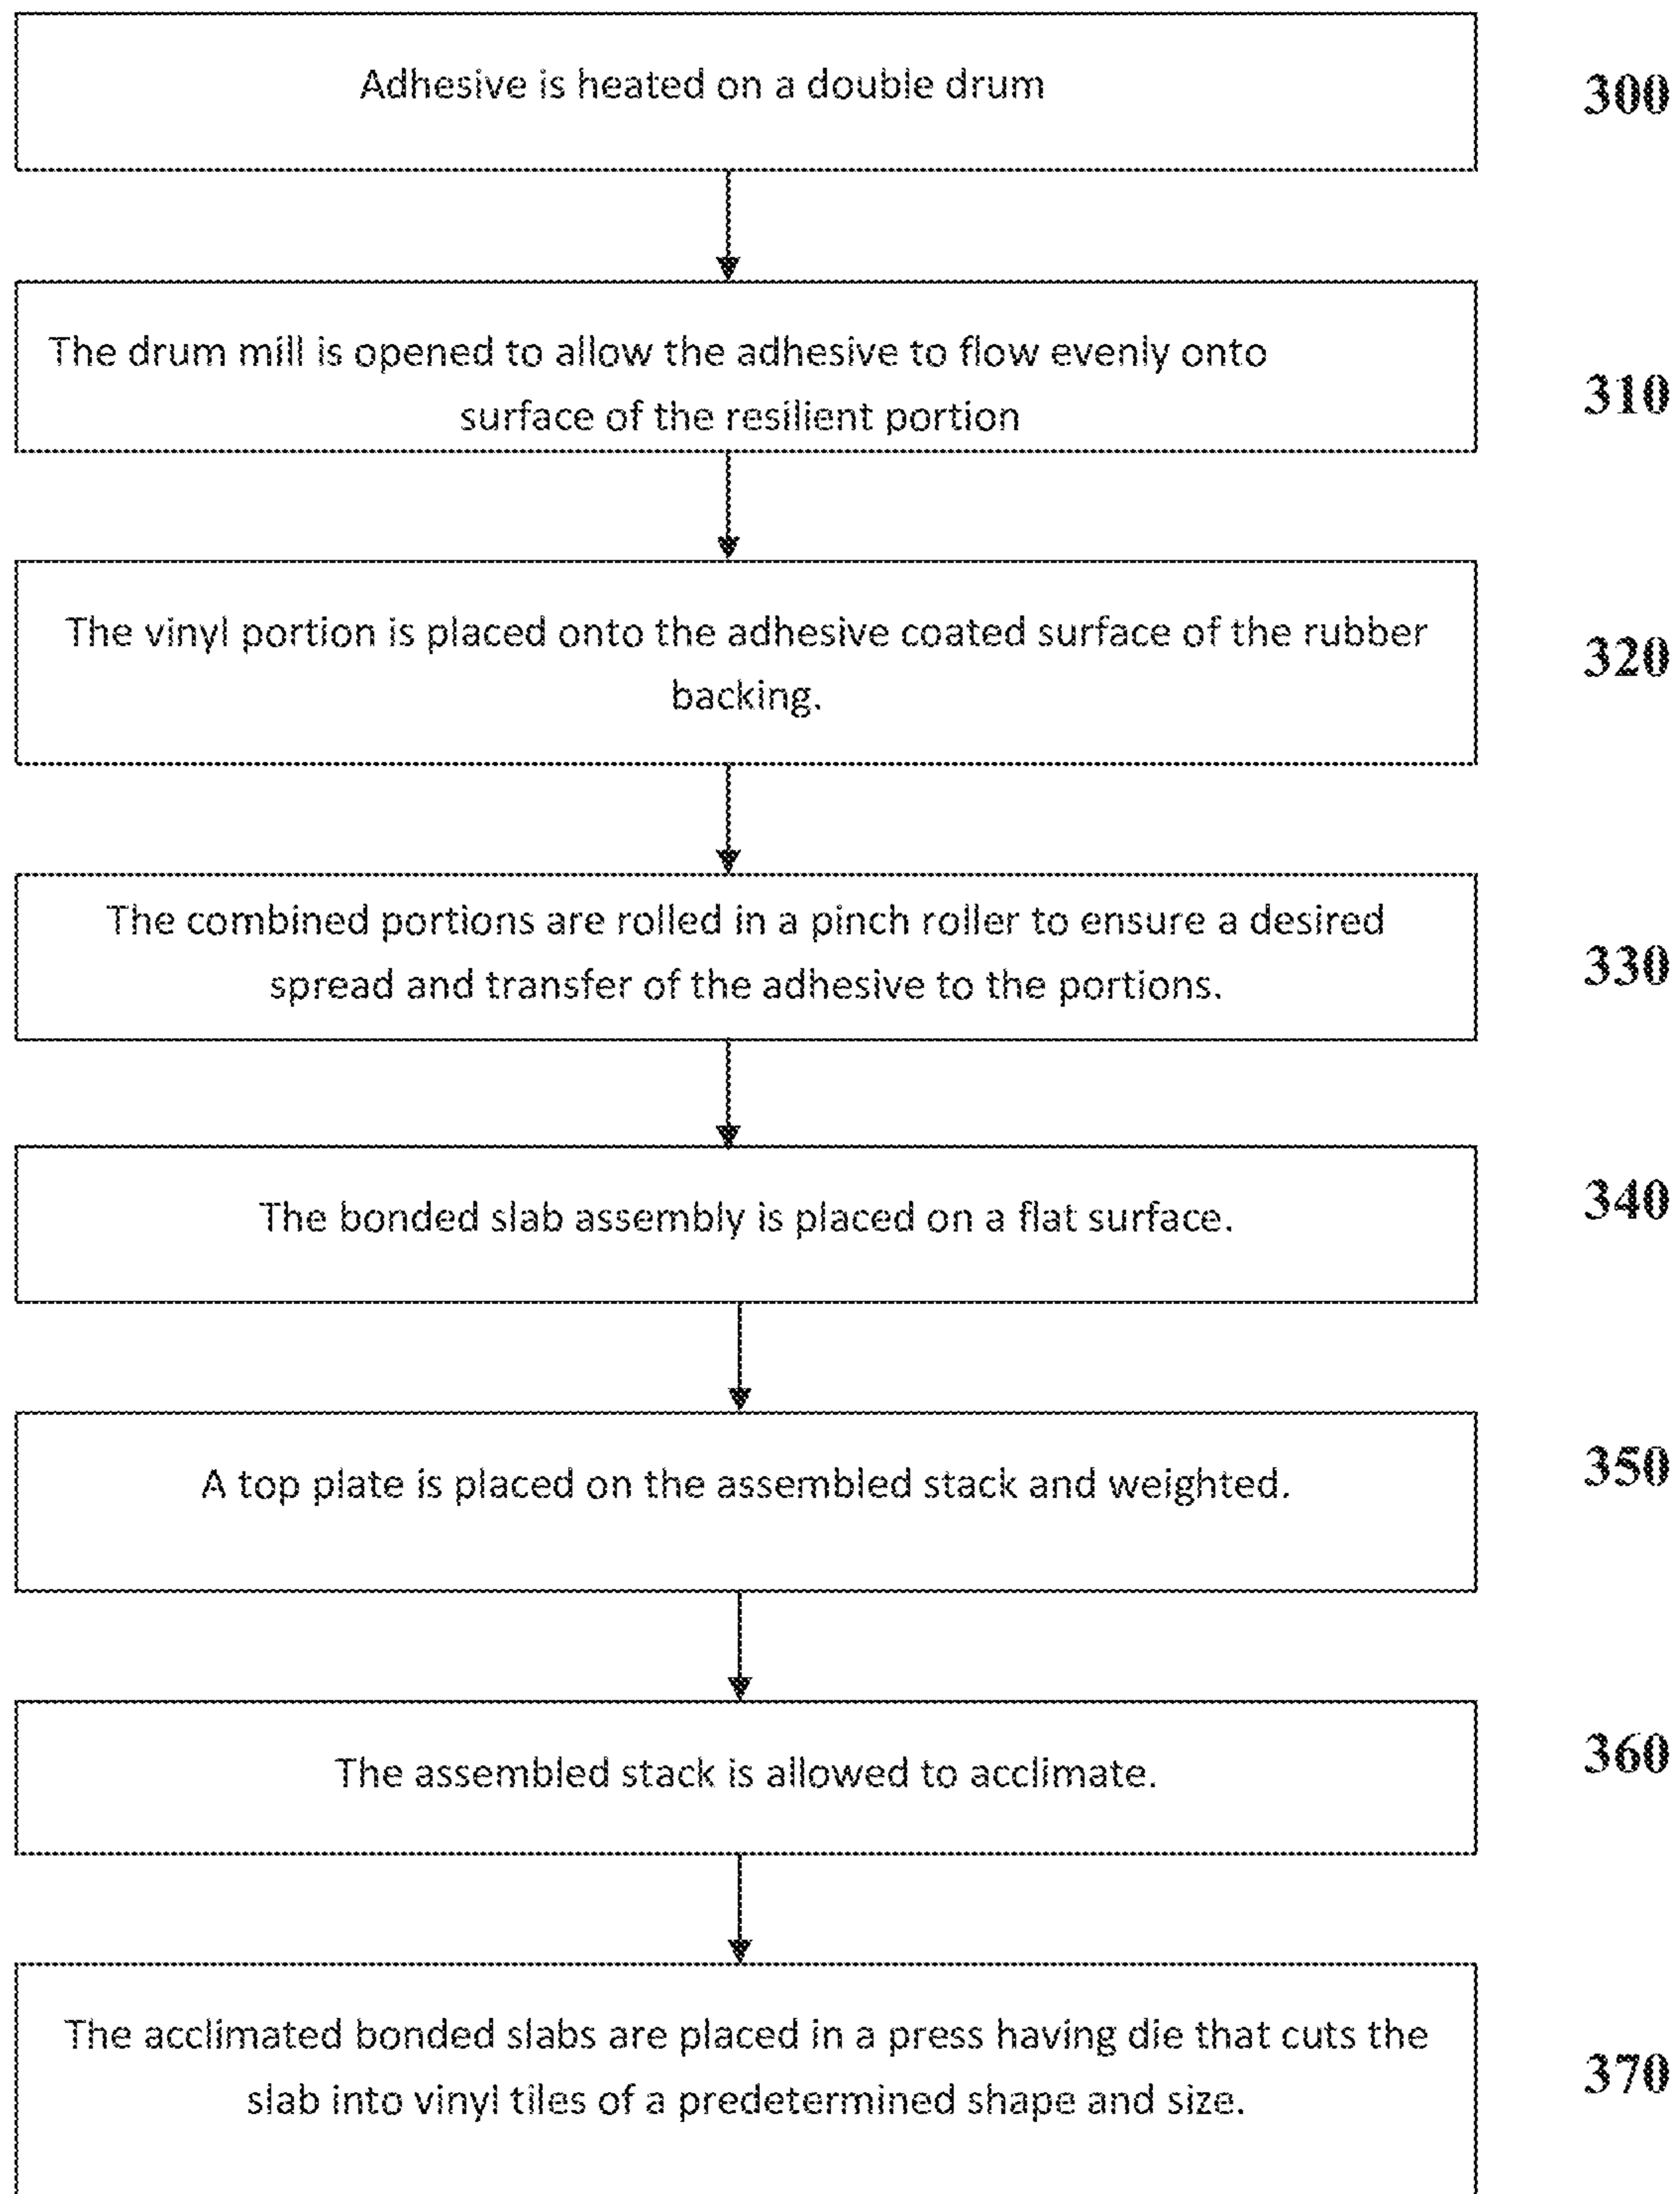 Adhesive is heated on a double drum
300
The drum mill is opened to allow the adhesive to flow evenly onto
surface of the resilient portion
310
The vinyl portion is placed onto the adhesive coated surface of the rubber
backing.
320
The combined portions are rolled in a pinch roller to ensure a desired
spread and transfer of the adhesive to the portions.
330
The bonded slab assembly is placed on a flat surface.
340
A top plate is placed on the assembled stack and weighted.
350
The assembled stack is allowed to acclimate.
360
The acclimated bonded slabs are placed in a press having die that cuts the
slab into vinyl tiles of a predetermined shape and size.
370